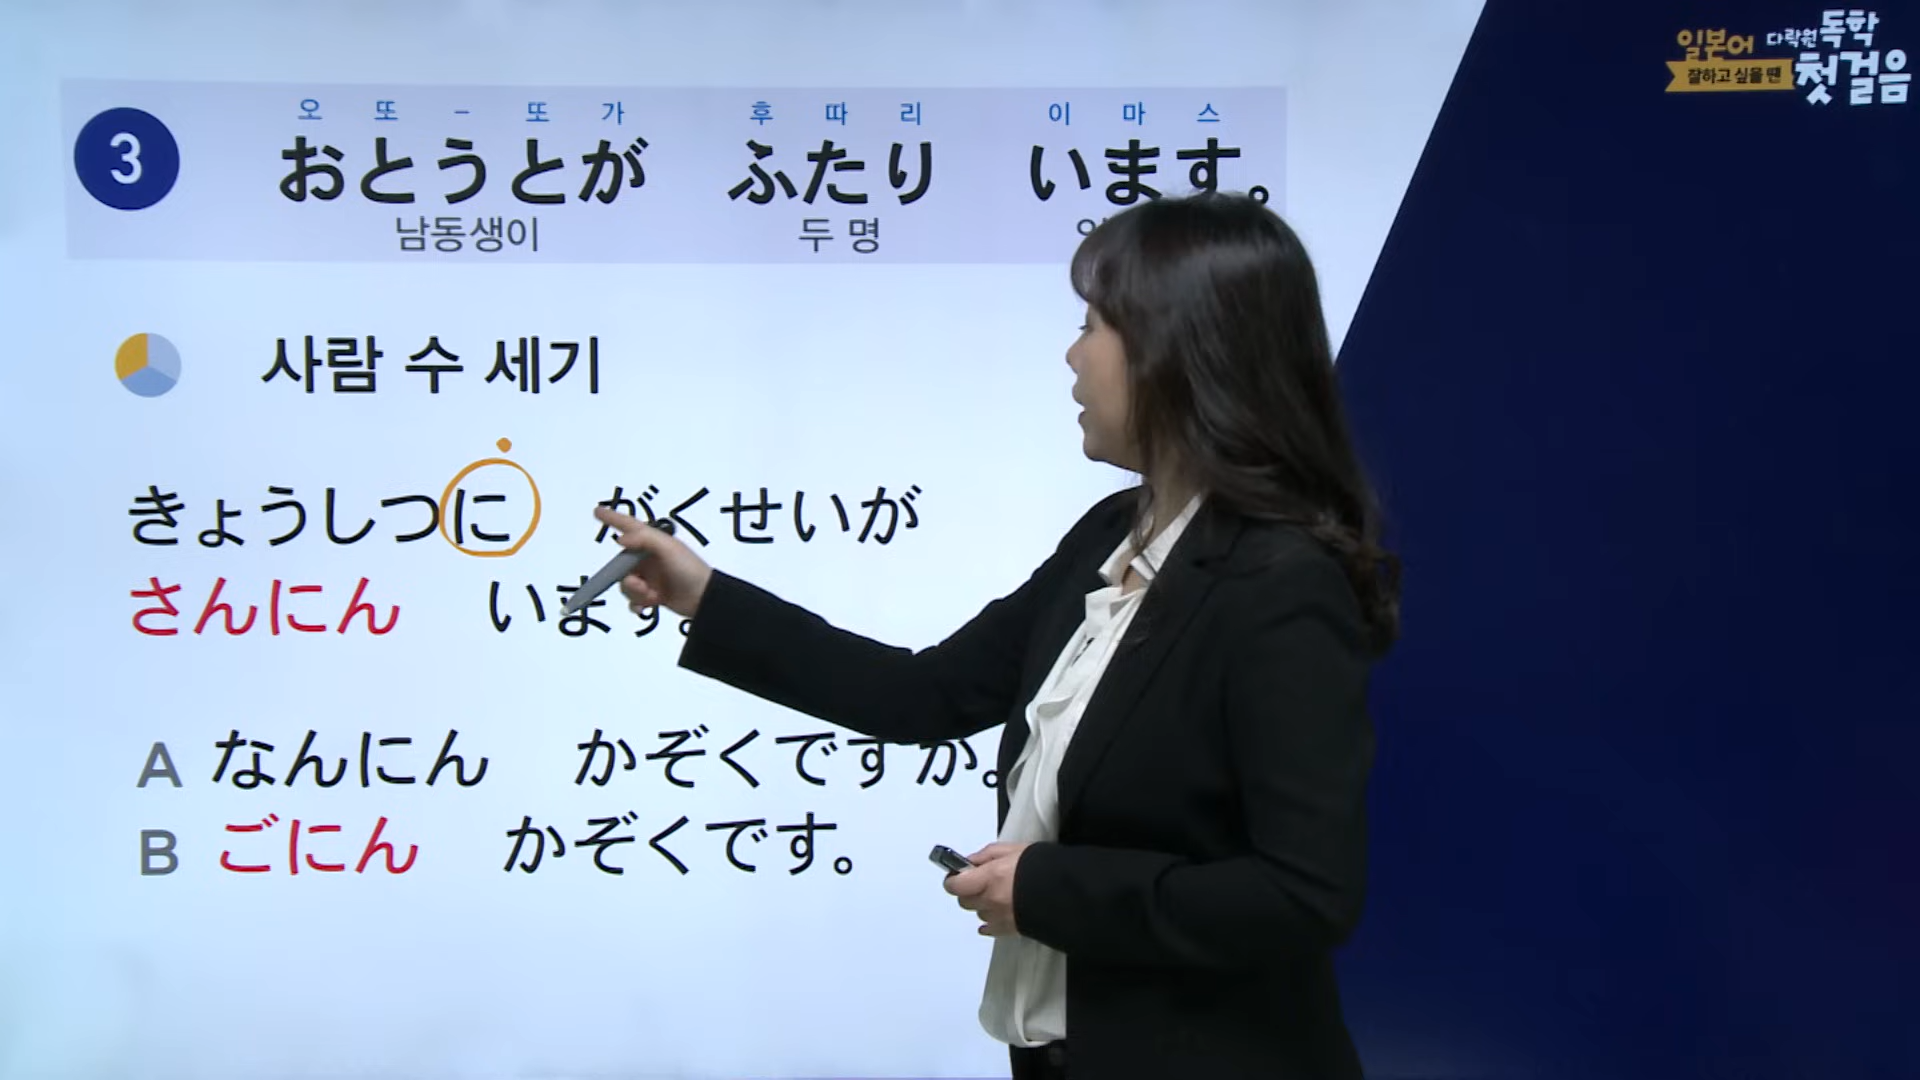 일본어 다락원 독학
잘하고 싶을 땐 첫걸음
오 또 - 또 가 후 따 리 이 마 스
3 おとうとが ふたり います。
남동생이 두 명
사람 수 세기
きょうしつに がくせいが
さんにん います。
A なんにん かぞくですか。
B ごにん かぞくです。